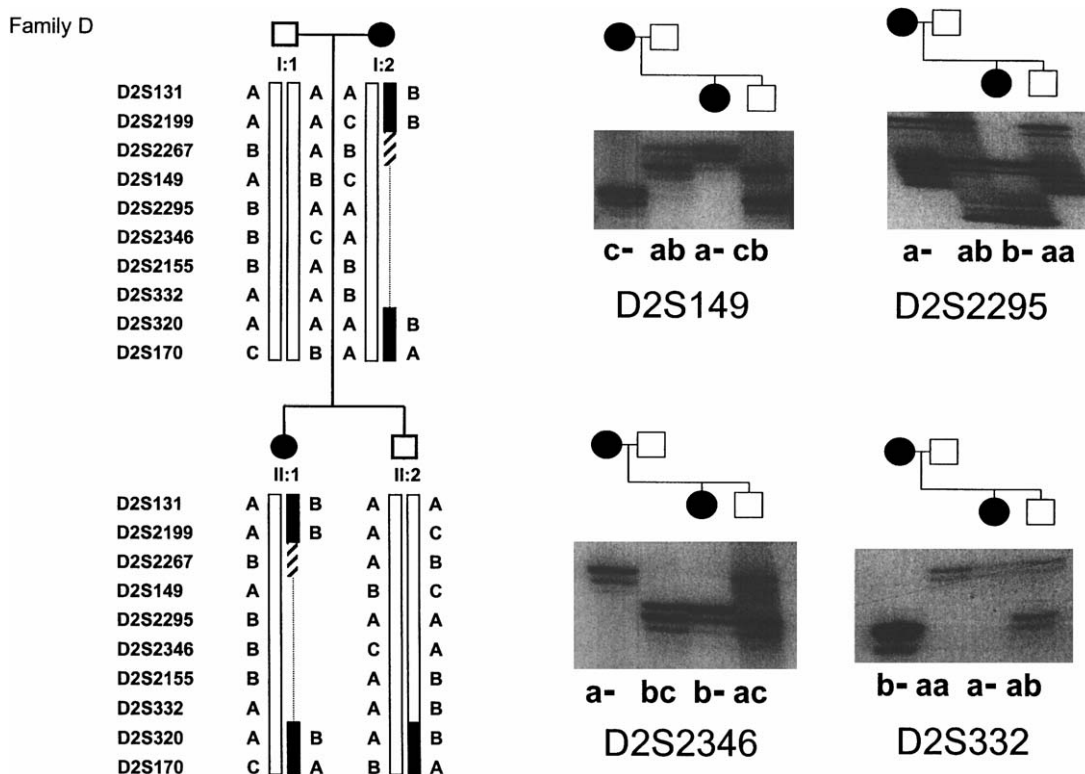 Family D
I:1 I:2
D2S131 A A A B
D2S2199 A A C B
D2S2267 B A B
D2S149 A B C
D2S2295 B A A
D2S2346 B C A
D2S2155 B A B
D2S332 A A B
D2S320 A A A B
D2S170 C B A A
II:1 II:2
D2S131 A B A A
D2S2199 A B A C
D2S2267 B A B
D2S149 A B C
D2S2295 B A A
D2S2346 B C A
D2S2155 B A B
D2S332 A A B
D2S320 A B A B
D2S170 C A B A
c- ab a- cb
D2S149
a- ab b- aa
D2S2295
a- bc b- ac
D2S2346
b- aa a- ab
D2S332